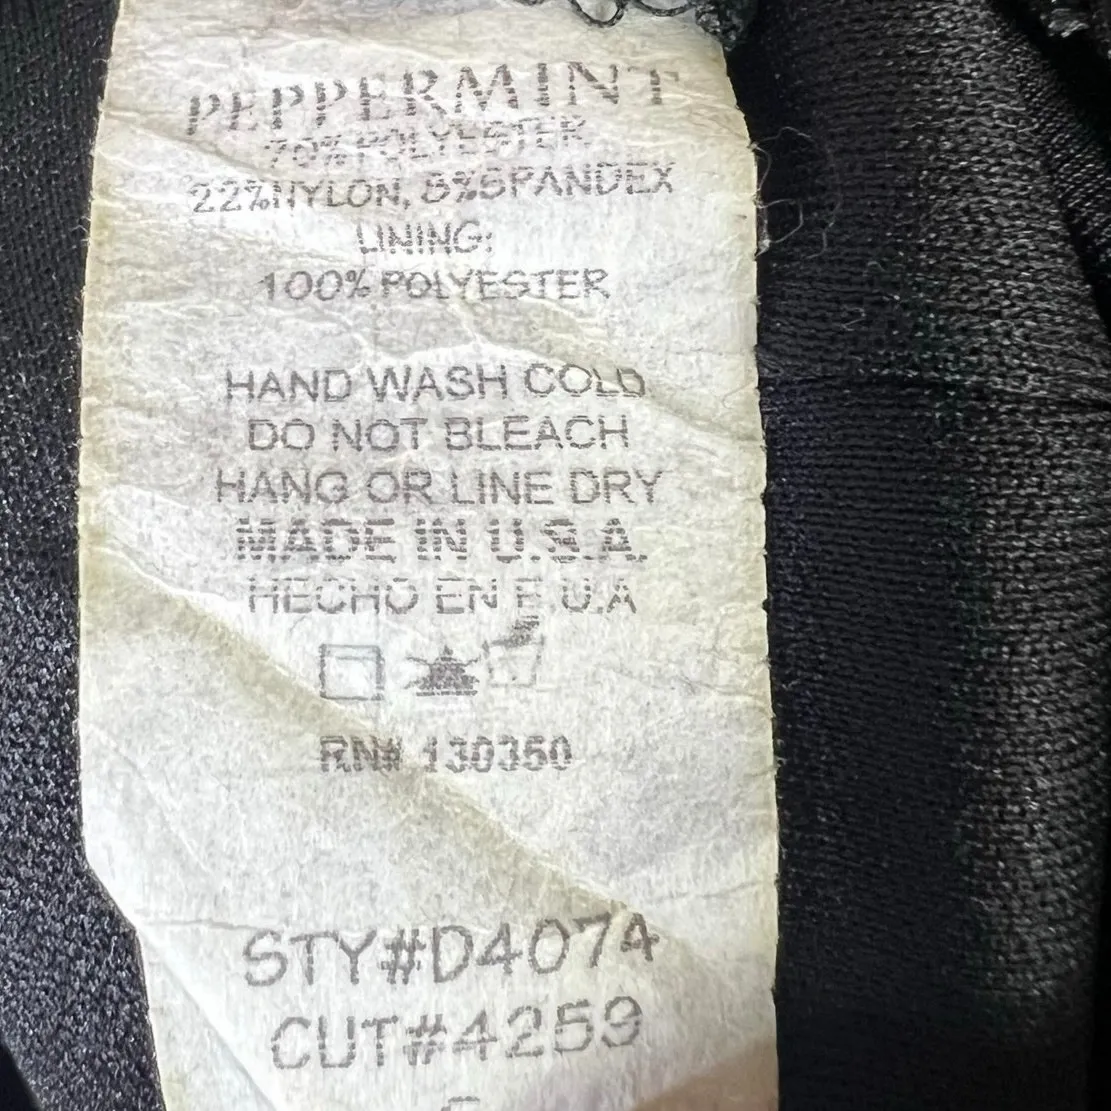 PEPPERMINT
70% POLYESTER
22% NYLON, 8% SPANDEX
LINING:
100% POLYESTER
HAND WASH COLD
DO NOT BLEACH
HANG OR LINE DRY
MADE IN U.S.A.
HECHO EN E.U.A
RN# 130350
STY#D4074
CUT#4259